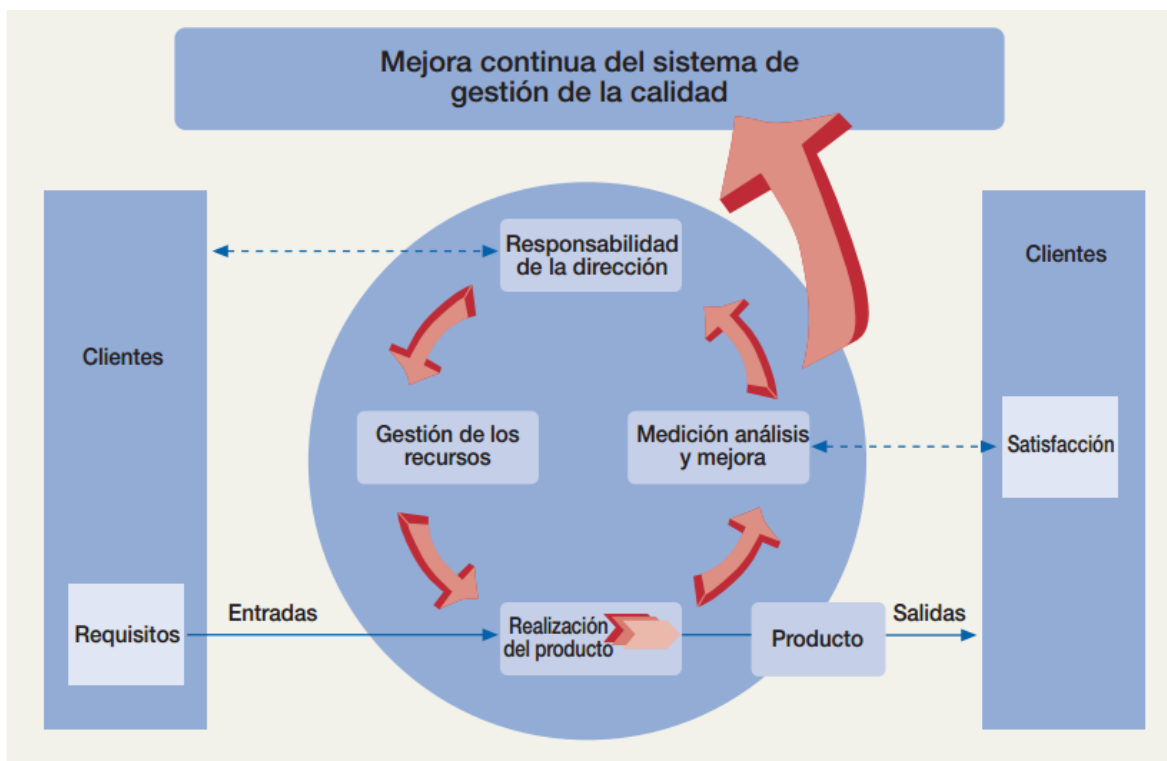 Mejora continua del sistema de
gestión de la calidad
Responsabilidad
de la dirección
Clientes
Clientes
Gestión de los
recursos
Medición análisis
y mejora
Satisfacción
Requisitos
Entradas
Realización
del producto
Producto
Salidas